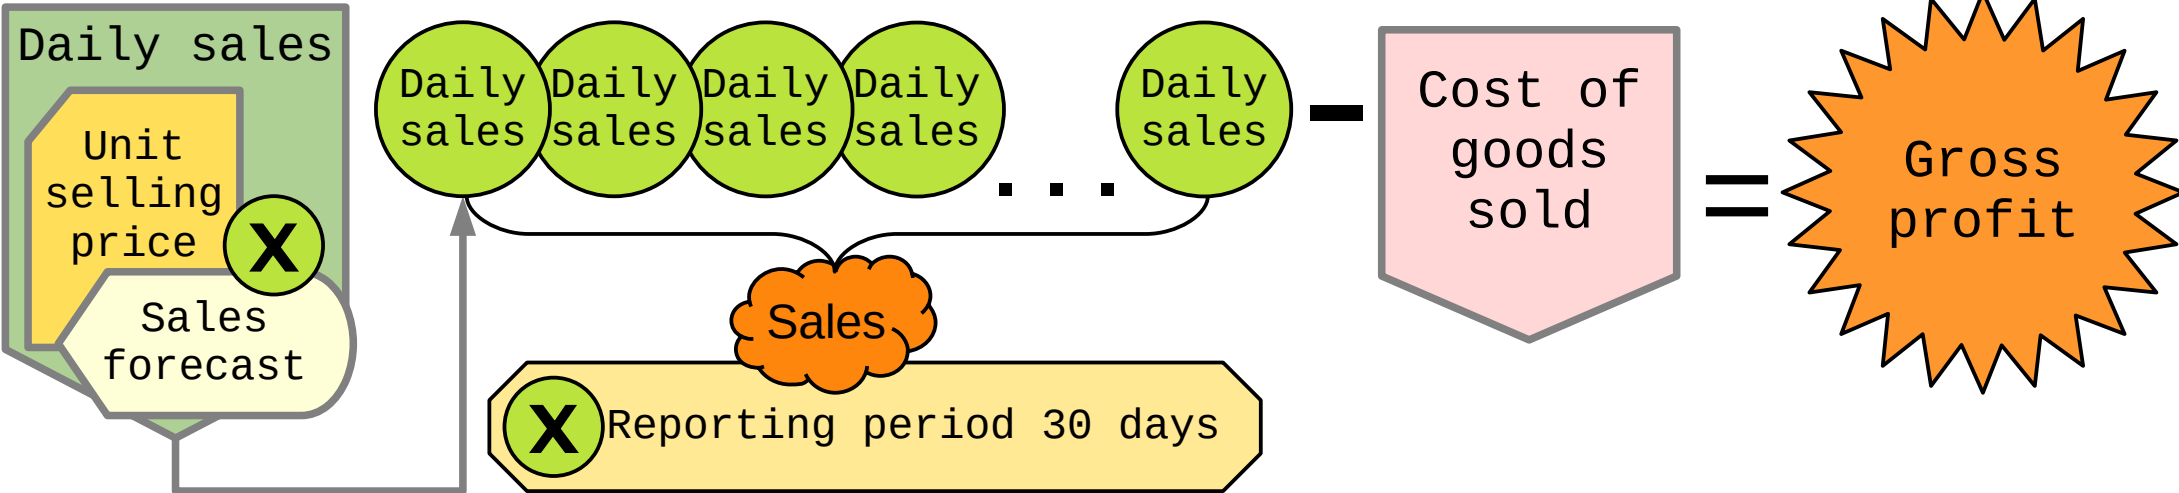 Daily sales
Unit
selling
price
X
Sales
forecast
Daily
sales
Daily
sales
Daily
sales
Daily
sales
. . .
Daily
sales
-
Cost of
goods
sold
=
Gross
profit
Sales
X
Reporting period 30 days